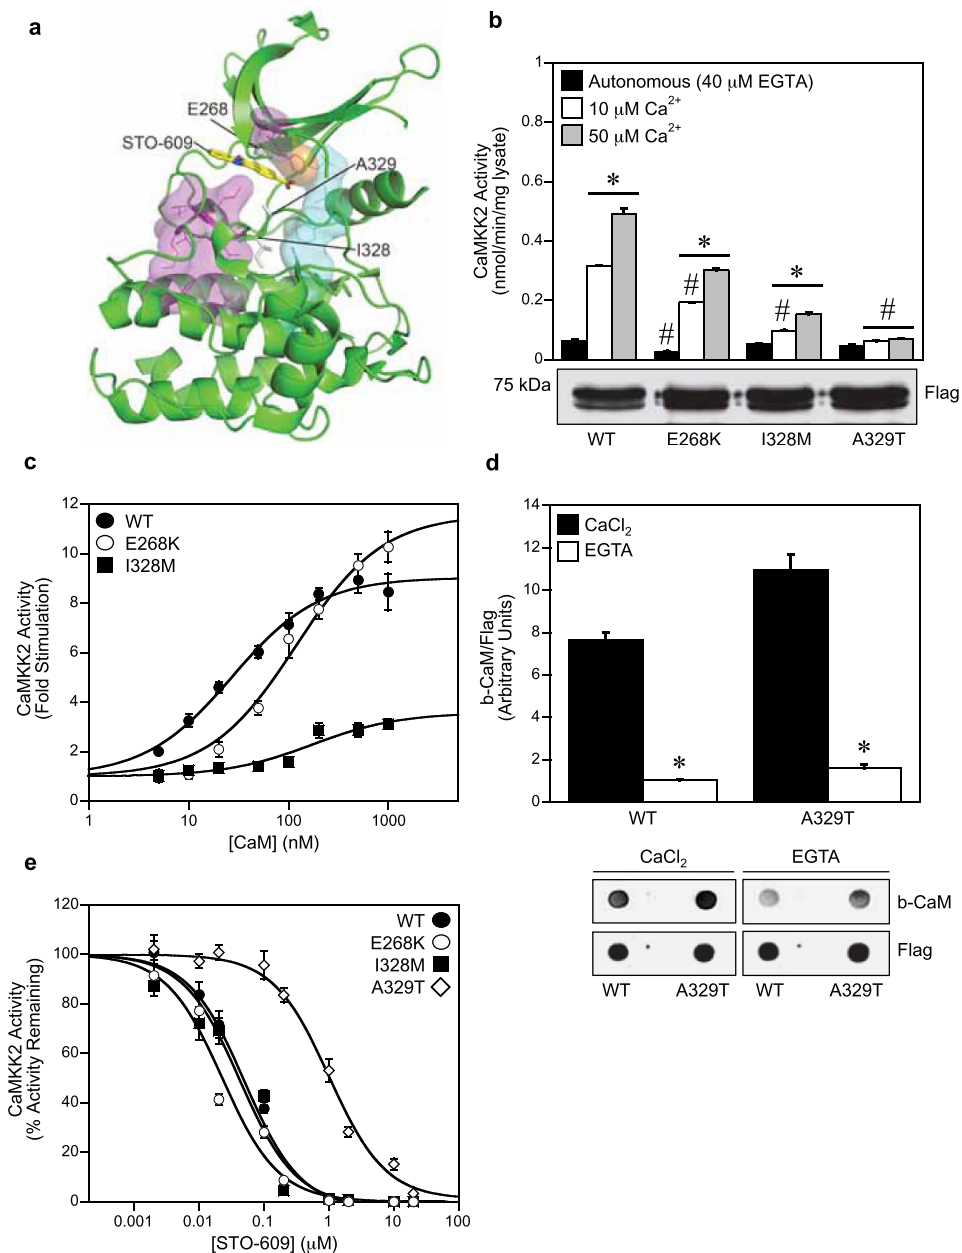 a
E268
STO-609
A329
I328
b
CaMKK2 Activity
(nmol/min/mg lysate)
1
0.8
0.6
0.4
0.2
0
Autonomous (40 μM EGTA)
10 μM Ca2+
50 μM Ca2+
*
*
*
#
#
#
#
75 kDa
Flag
WT
E268K
I328M
A329T
c
CaMKK2 Activity
(Fold Stimulation)
12
10
8
6
4
2
0
WT
E268K
I328M
1
10
100
1000
[CaM] (nM)
d
b-CaM/Flag
(Arbitrary Units)
14
12
10
8
6
4
2
0
CaCl2
EGTA
*
*
WT
A329T
CaCl2
EGTA
b-CaM
Flag
WT
A329T
WT
A329T
e
CaMKK2 Activity
(% Activity Remaining)
120
100
80
60
40
20
0
WT
E268K
I328M
A329T
0.001
0.01
0.1
1
10
100
[STO-609] (μM)